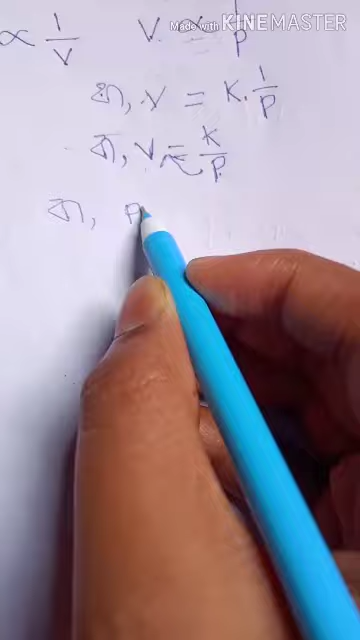 Made with KINEMASTER
∝ 1/V V ∝ 1/P
বা, V = K. 1/P
বা, V = K/P
বা, P